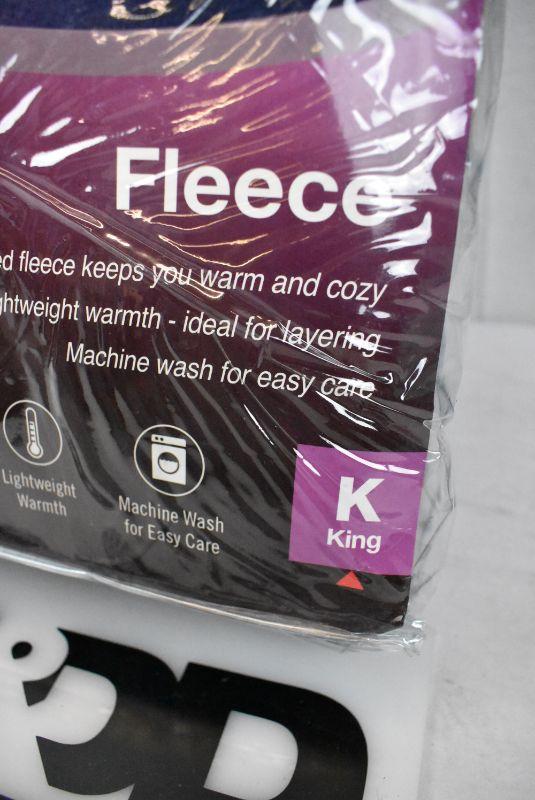 Fleece
ed fleece keeps you warm and cozy
ghtweight warmth - ideal for layering
Machine wash for easy care
Lightweight
Warmth
Machine Wash
for Easy Care
K
King